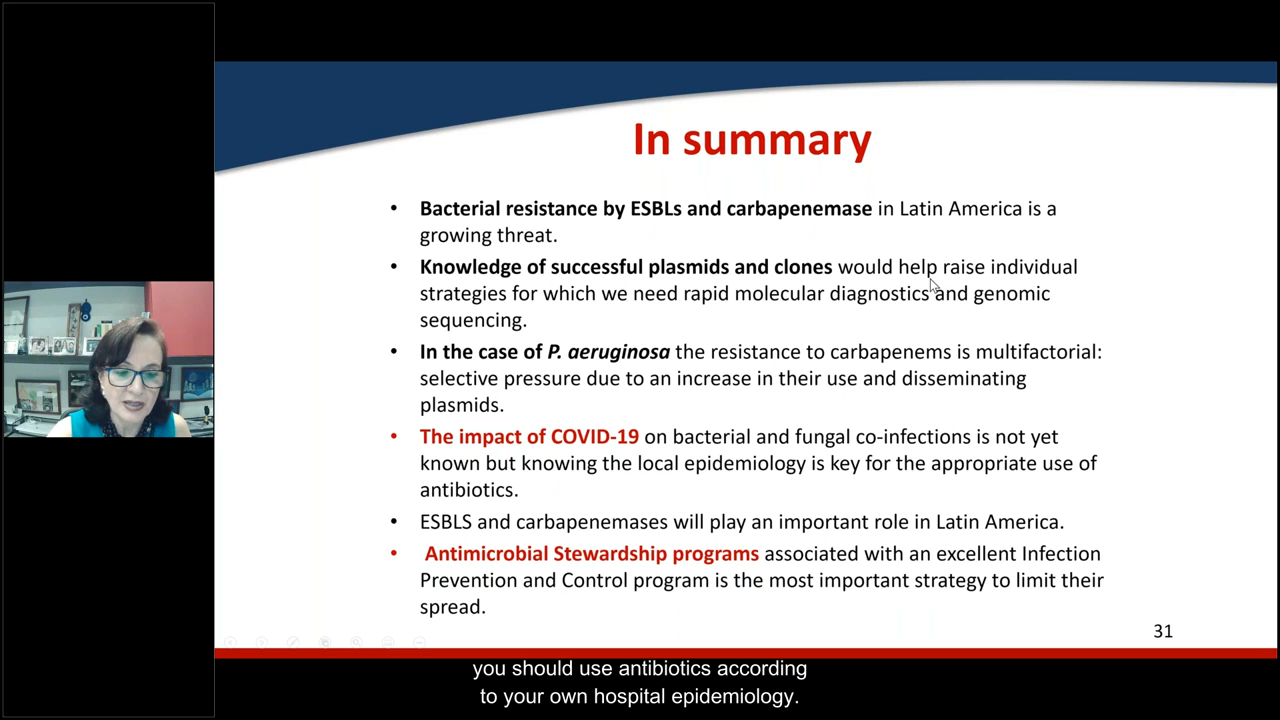 In summary
• Bacterial resistance by ESBLs and carbapenemase in Latin America is a
growing threat.
• Knowledge of successful plasmids and clones would help raise individual
strategies for which we need rapid molecular diagnostics and genomic
sequencing.
• In the case of P. aeruginosa the resistance to carbapenems is multifactorial:
selective pressure due to an increase in their use and disseminating
plasmids.
• The impact of COVID-19 on bacterial and fungal co-infections is not yet
known but knowing the local epidemiology is key for the appropriate use of
antibiotics.
• ESBLS and carbapenemases will play an important role in Latin America.
• Antimicrobial Stewardship programs associated with an excellent Infection
Prevention and Control program is the most important strategy to limit their
spread.
31
you should use antibiotics according
to your own hospital epidemiology.